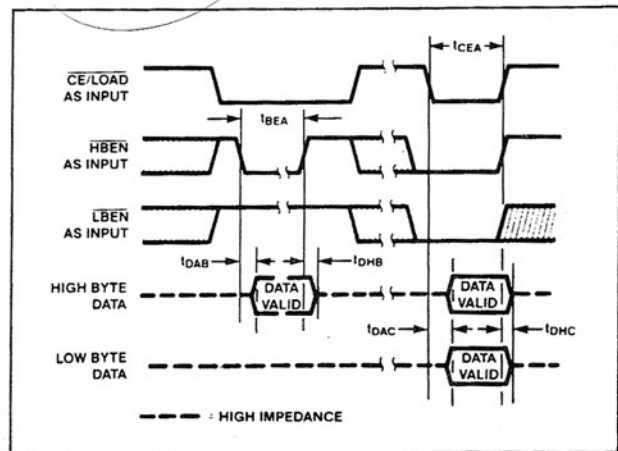 tCEA
CE/LOAD
AS INPUT
tBEA
HBEN
AS INPUT
LBEN
AS INPUT
tDAB
tDHB
HIGH BYTE
DATA
DATA
VALID
DATA
VALID
tDAC
tDHC
LOW BYTE
DATA
DATA
VALID
= HIGH IMPEDANCE